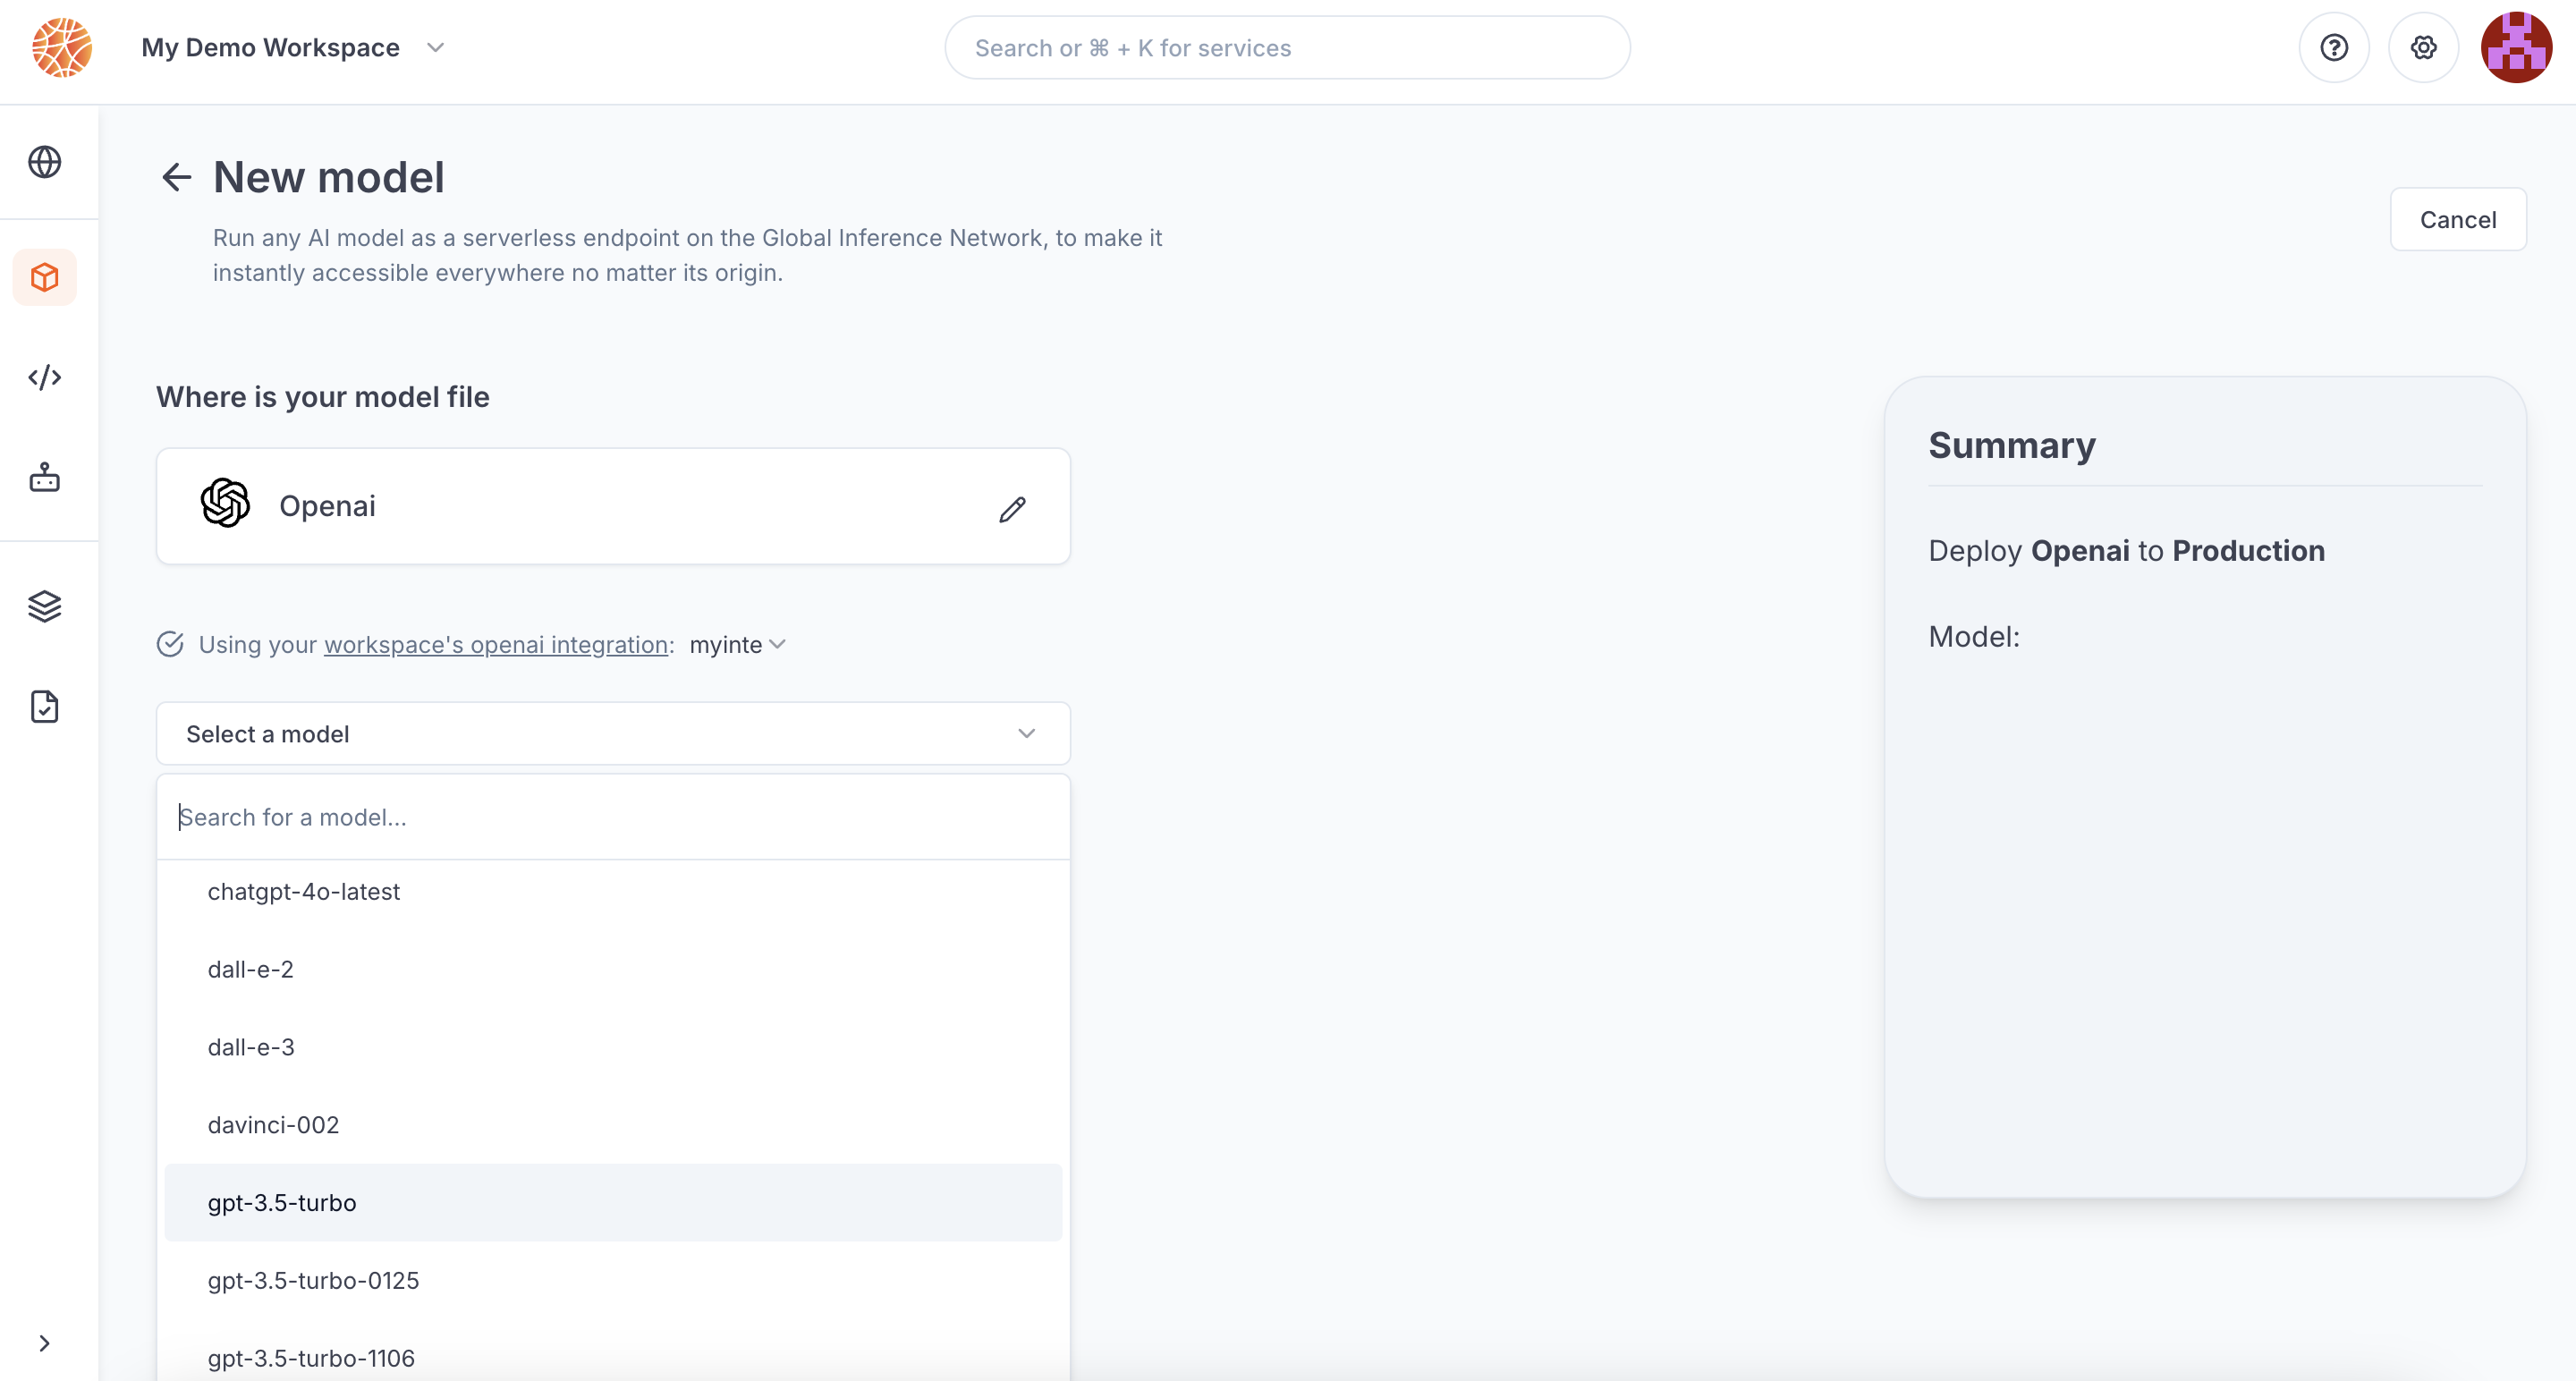 My Demo Workspace
Search or ⌘ + K for services
New model
Run any AI model as a serverless endpoint on the Global Inference Network, to make it
instantly accessible everywhere no matter its origin.
Cancel
Where is your model file
Openai
Using your workspace's openai integration: myinte
Select a model
Search for a model...
chatgpt-4o-latest
dall-e-2
dall-e-3
davinci-002
gpt-3.5-turbo
gpt-3.5-turbo-0125
gpt-3.5-turbo-1106
Summary
Deploy Openai to Production
Model: